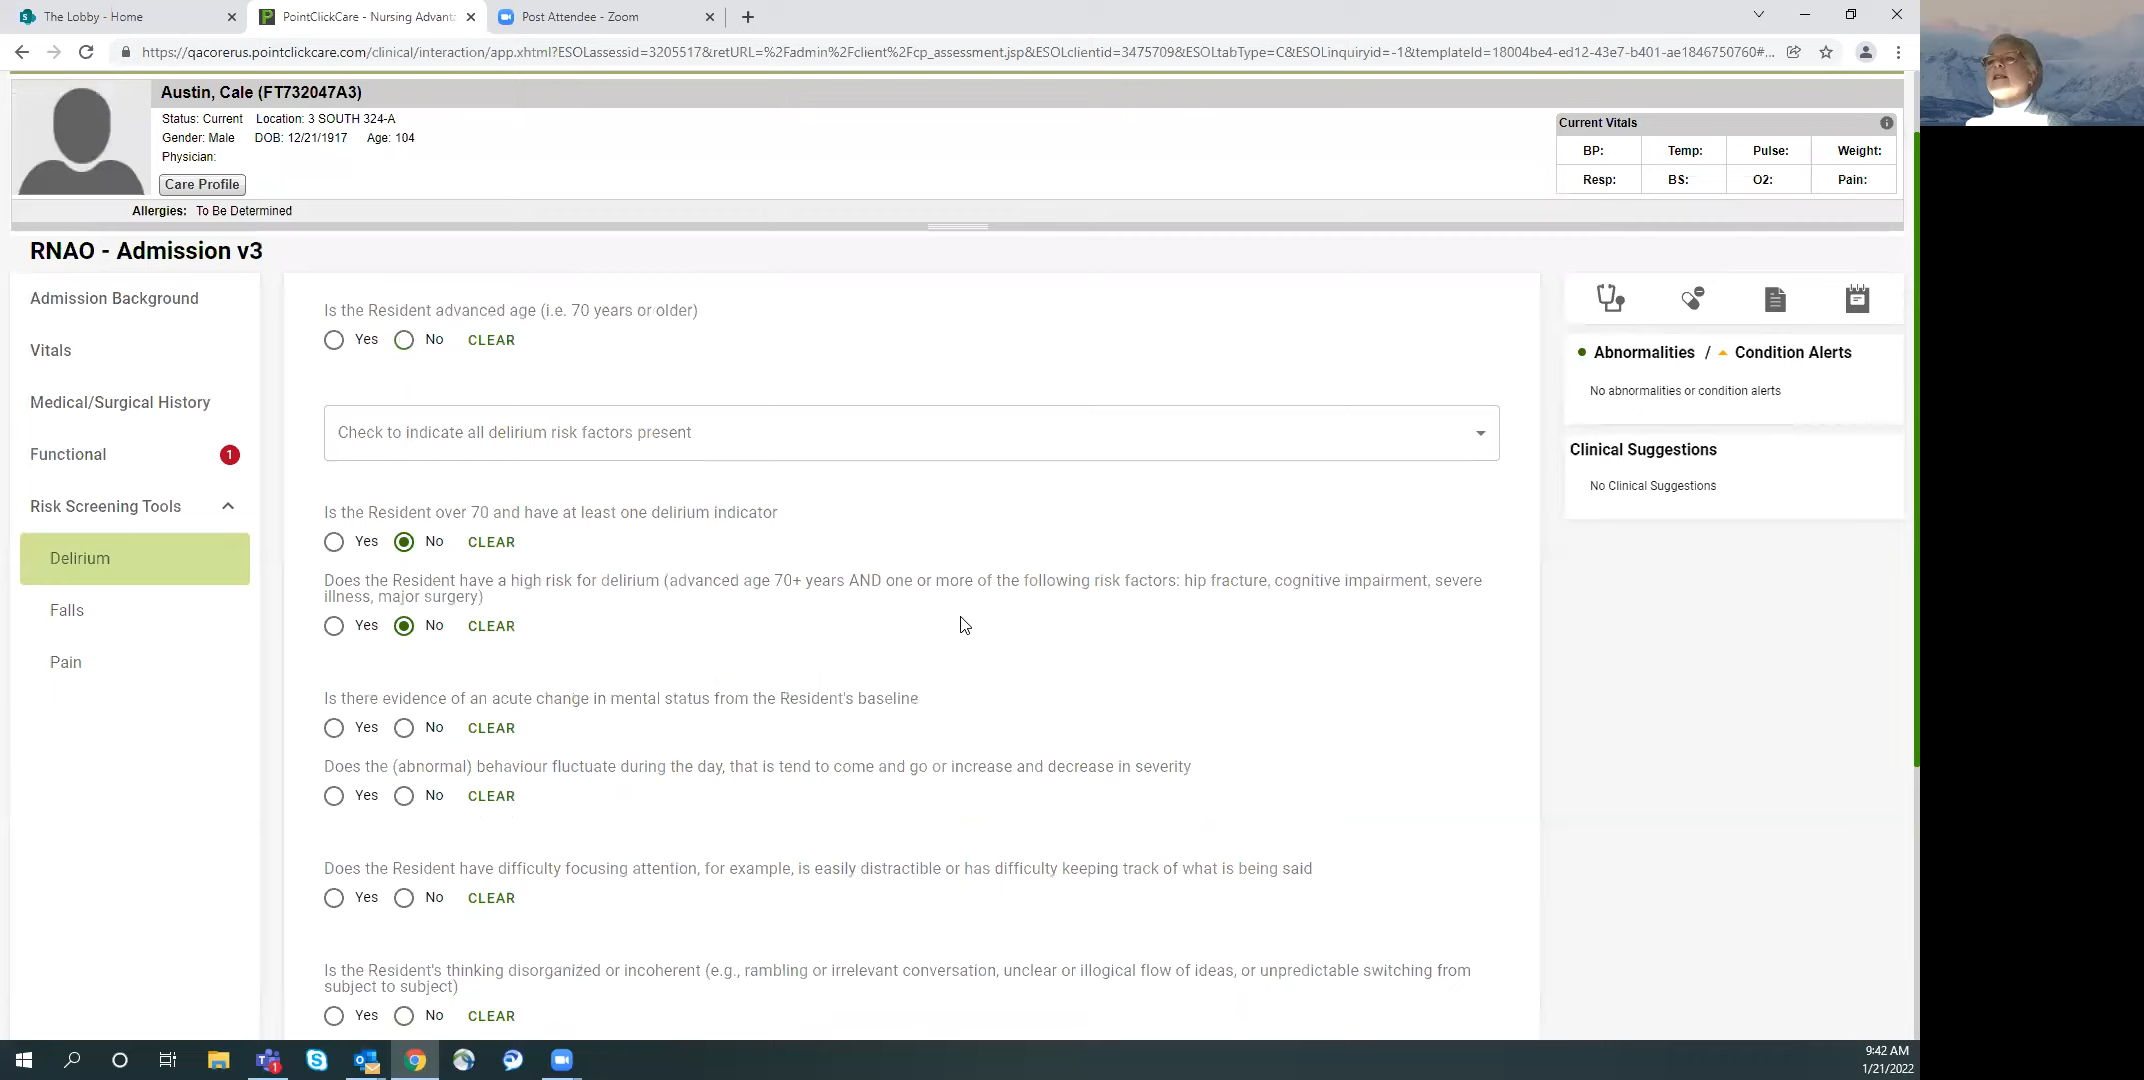 The Lobby - Home
PointClickCare - Nursing Advanta
Post Attendee - Zoom
https://qacorerus.pointclickcare.com/clinical/interaction/app.xhtml?ESOLassessid=3205517&retURL=%2Fadmin%2Fclient%2Fcp_assessment.jsp&ESOLclientid=3475709&ESOLtabType=C&ESOLinquiryid=-1&templateId=18004be4-ed12-43e7-b401-ae1846750760#...
Austin, Cale (FT732047A3)
Status: Current Location: 3 SOUTH 324-A
Gender: Male DOB: 12/21/1917 Age: 104
Physician:
Care Profile
Allergies: To Be Determined
Current Vitals
BP: Temp: Pulse: Weight:
Resp: BS: O2: Pain:
RNAO - Admission v3
Admission Background
Vitals
Medical/Surgical History
Functional 1
Risk Screening Tools
Delirium
Falls
Pain
Is the Resident advanced age (i.e. 70 years or older)
Yes No CLEAR
Check to indicate all delirium risk factors present
Is the Resident over 70 and have at least one delirium indicator
Yes No CLEAR
Does the Resident have a high risk for delirium (advanced age 70+ years AND one or more of the following risk factors: hip fracture, cognitive impairment, severe
illness, major surgery)
Yes No CLEAR
Is there evidence of an acute change in mental status from the Resident's baseline
Yes No CLEAR
Does the (abnormal) behaviour fluctuate during the day, that is tend to come and go or increase and decrease in severity
Yes No CLEAR
Does the Resident have difficulty focusing attention, for example, is easily distractible or has difficulty keeping track of what is being said
Yes No CLEAR
Is the Resident's thinking disorganized or incoherent (e.g., rambling or irrelevant conversation, unclear or illogical flow of ideas, or unpredictable switching from
subject to subject)
Yes No CLEAR
Abnormalities / Condition Alerts
No abnormalities or condition alerts
Clinical Suggestions
No Clinical Suggestions
9:42 AM
1/21/2022